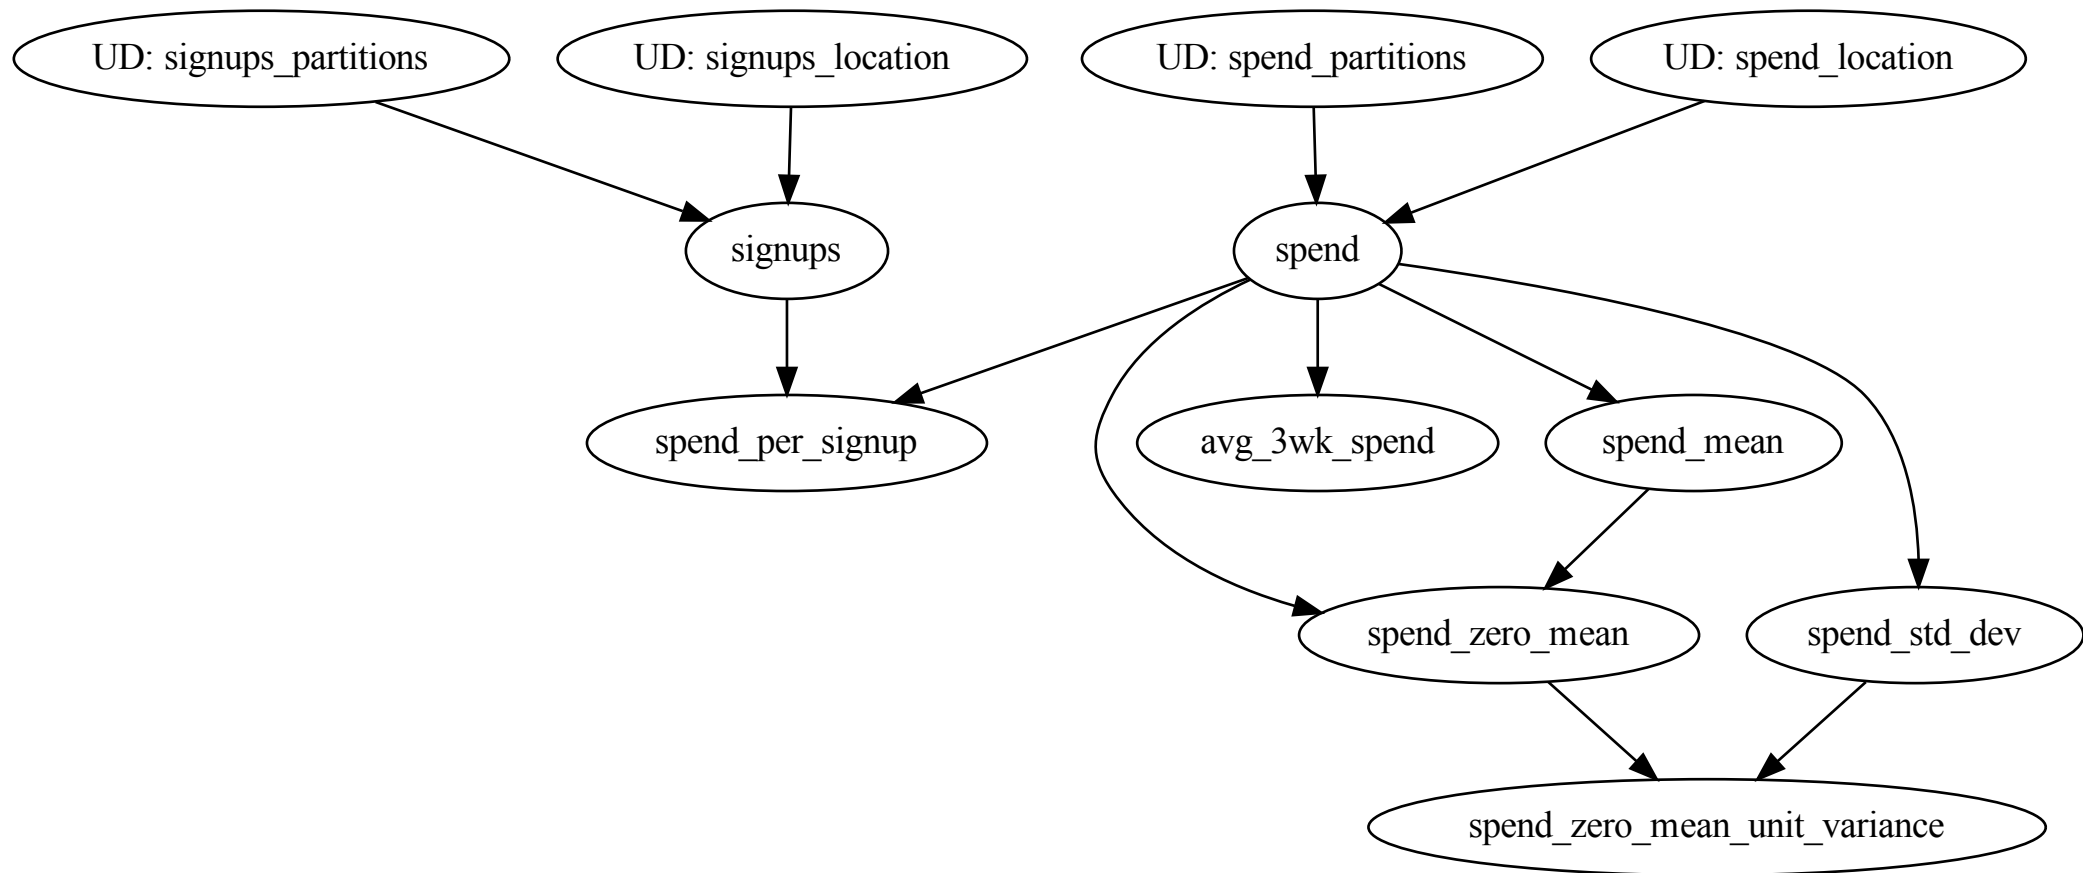 UD: signups_partitions
UD: signups_location
UD: spend_partitions
UD: spend_location
signups
spend
spend_per_signup
avg_3wk_spend
spend_mean
spend_zero_mean
spend_std_dev
spend_zero_mean_unit_variance